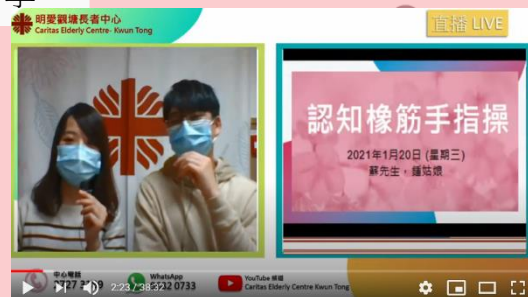 明愛觀塘長者中心
Caritas Elderly Centre- Kwun Tong
直播 LIVE
認知橡筋手指操
2021年1月20日 (星期三)
蘇先生，鍾姑娘
中心電話
WhatsApp
0733
YouTube 頻道
Caritas Elderly Centre Kwun Tong
2:23 / 38:32